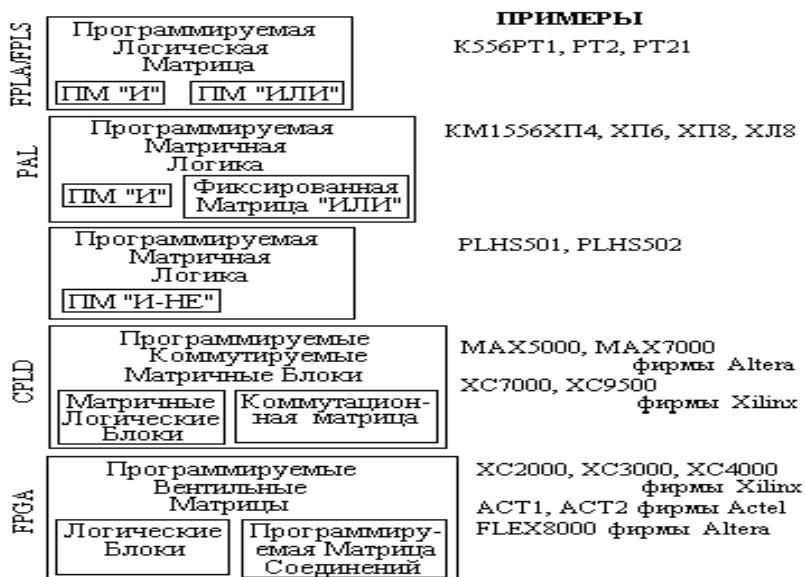 ПРИМЕРЫ
FPLA/FPLS
Программируемая
Логическая
Матрица
ПМ "И" ПМ "ИЛИ"
К556РТ1, РТ2, РТ21
PAL
Программируемая
Матричная
Логика
ПМ "И"
Фиксированная
Матрица "ИЛИ"
КМ1556ХП4, ХП6, ХП8, ХЛ8
Программируемая
Матричная
Логика
ПМ "И-НЕ"
PLHS501, PLHS502
CPLD
Программируемые
Коммутируемые
Матричные Блоки
Матричные
Логические
Блоки
Коммутацион-
ная матрица
MAX5000, MAX7000
фирмы Altera
XC7000, XC9500
фирмы Xilinx
FPGA
Программируемые
Вентильные
Матрицы
Логические
Блоки
Программиру-
емая Матрица
Соединений
XC2000, XC3000, XC4000
фирмы Xilinx
ACT1, ACT2 фирмы Actel
FLEX8000 фирмы Altera